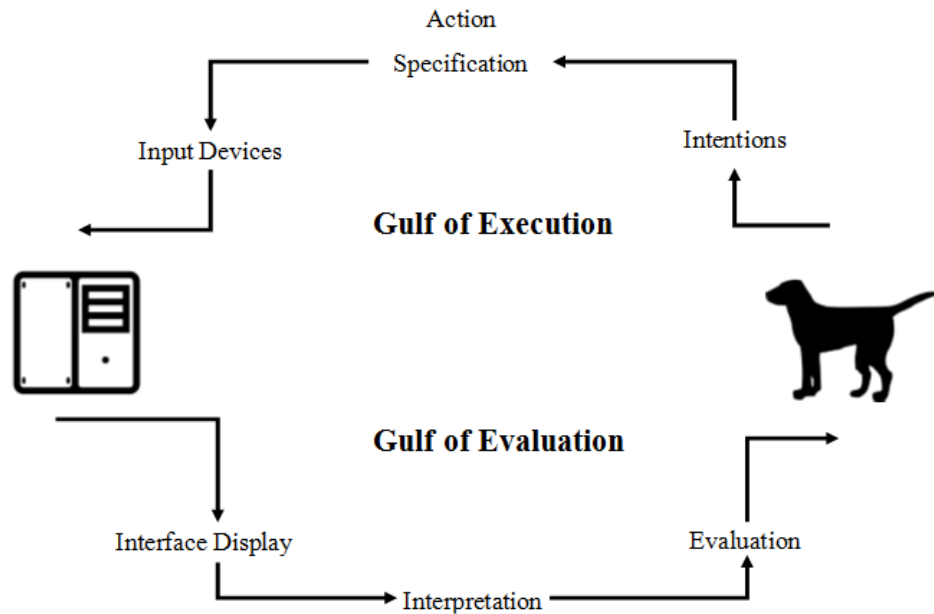 Action
Specification
Input Devices
Intentions
Gulf of Execution
Gulf of Evaluation
Interface Display
Evaluation
Interpretation